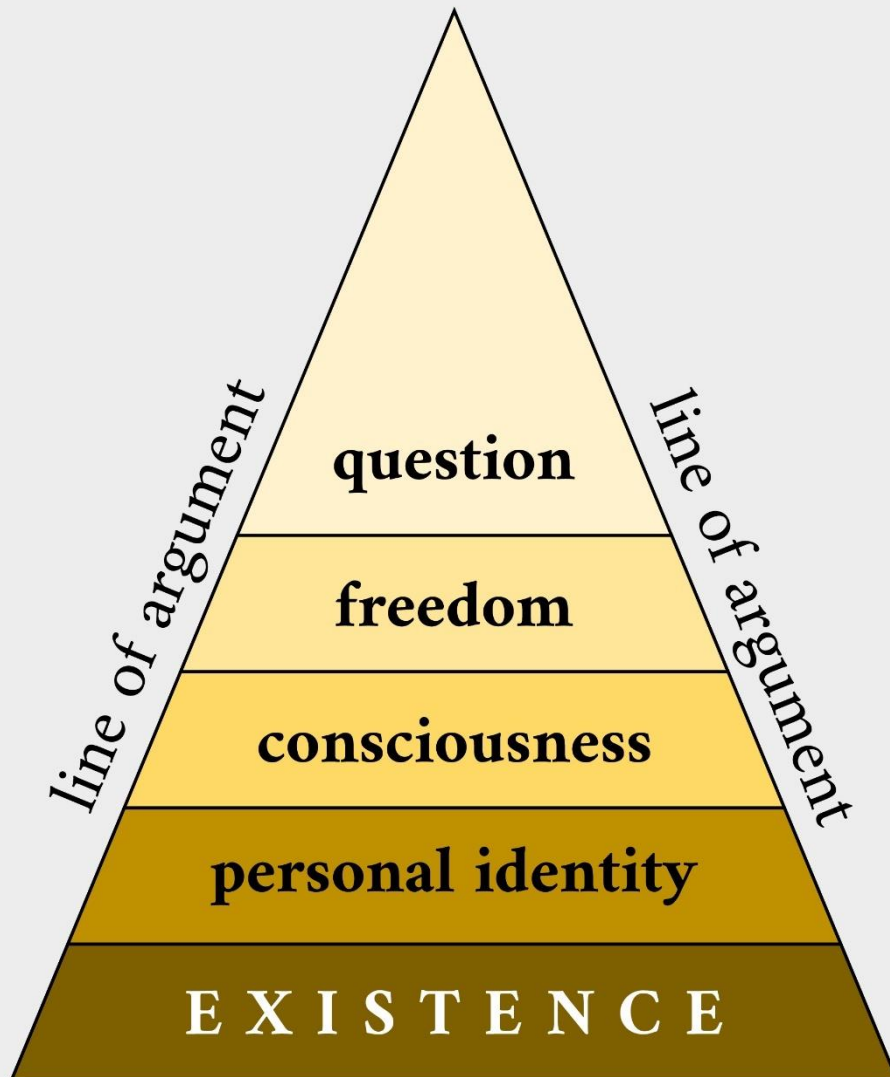 question
line of argument
line of argument
freedom
consciousness
personal identity
EXISTENCE